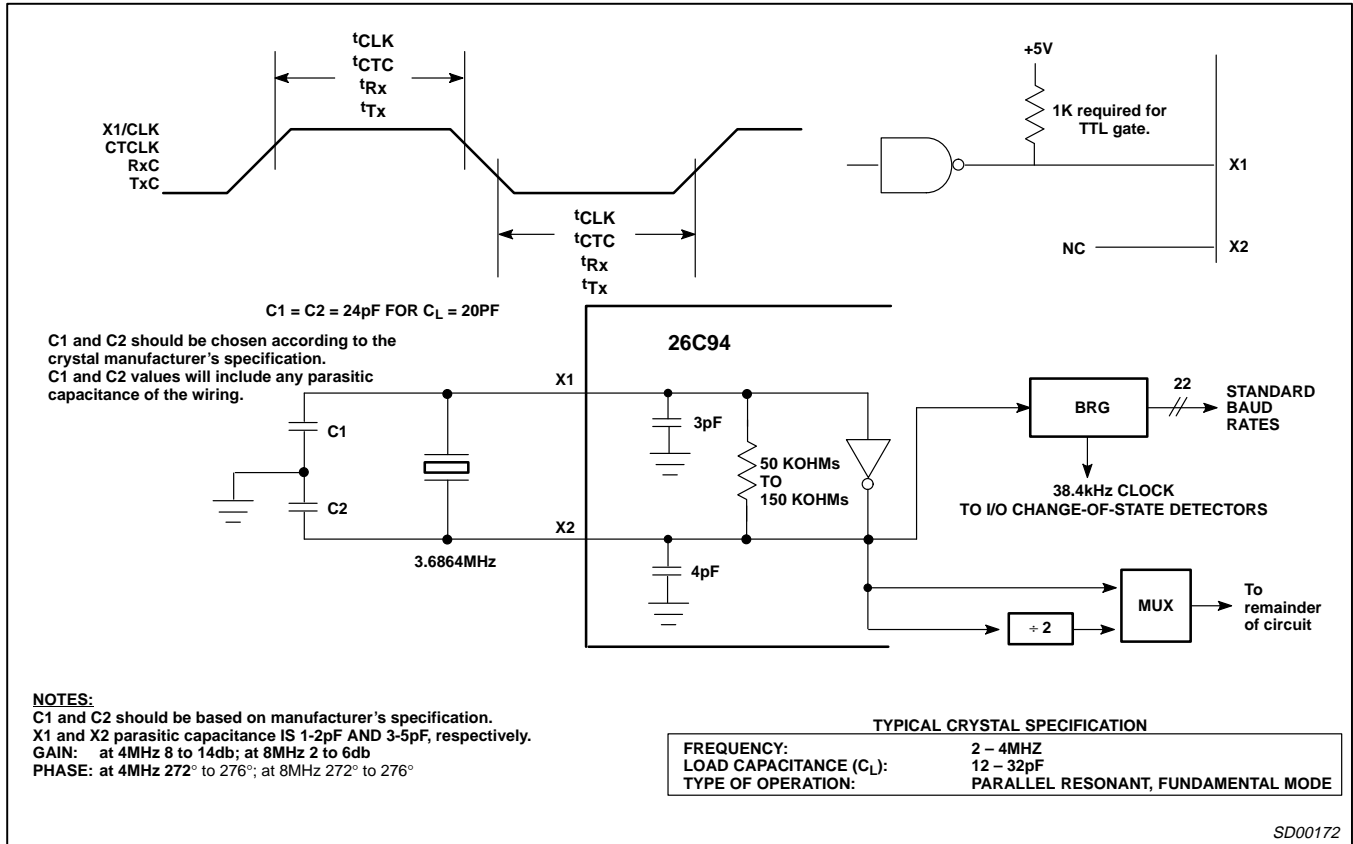 tCLK
tCTC
tRx
tTx
X1/CLK
CTCLK
RxC
TxC
tCLK
tCTC
tRx
tTx
+5V
1K required for
TTL gate.
X1
NC
X2
C1 = C2 = 24pF FOR CL = 20PF
C1 and C2 should be chosen according to the
crystal manufacturer's specification.
C1 and C2 values will include any parasitic
capacitance of the wiring.
26C94
X1
C1
C2
X2
3.6864MHz
3pF
50 KOHMs
TO
150 KOHMs
4pF
BRG
22
STANDARD
BAUD
RATES
38.4kHz CLOCK
TO I/O CHANGE-OF-STATE DETECTORS
÷ 2
MUX
To
remainder
of circuit
NOTES:
C1 and C2 should be based on manufacturer's specification.
X1 and X2 parasitic capacitance IS 1-2pF AND 3-5pF, respectively.
GAIN: at 4MHz 8 to 14db; at 8MHz 2 to 6db
PHASE: at 4MHz 272° to 276°; at 8MHz 272° to 276°
TYPICAL CRYSTAL SPECIFICATION
FREQUENCY: 2 – 4MHZ
LOAD CAPACITANCE (CL): 12 – 32pF
TYPE OF OPERATION: PARALLEL RESONANT, FUNDAMENTAL MODE
SD00172